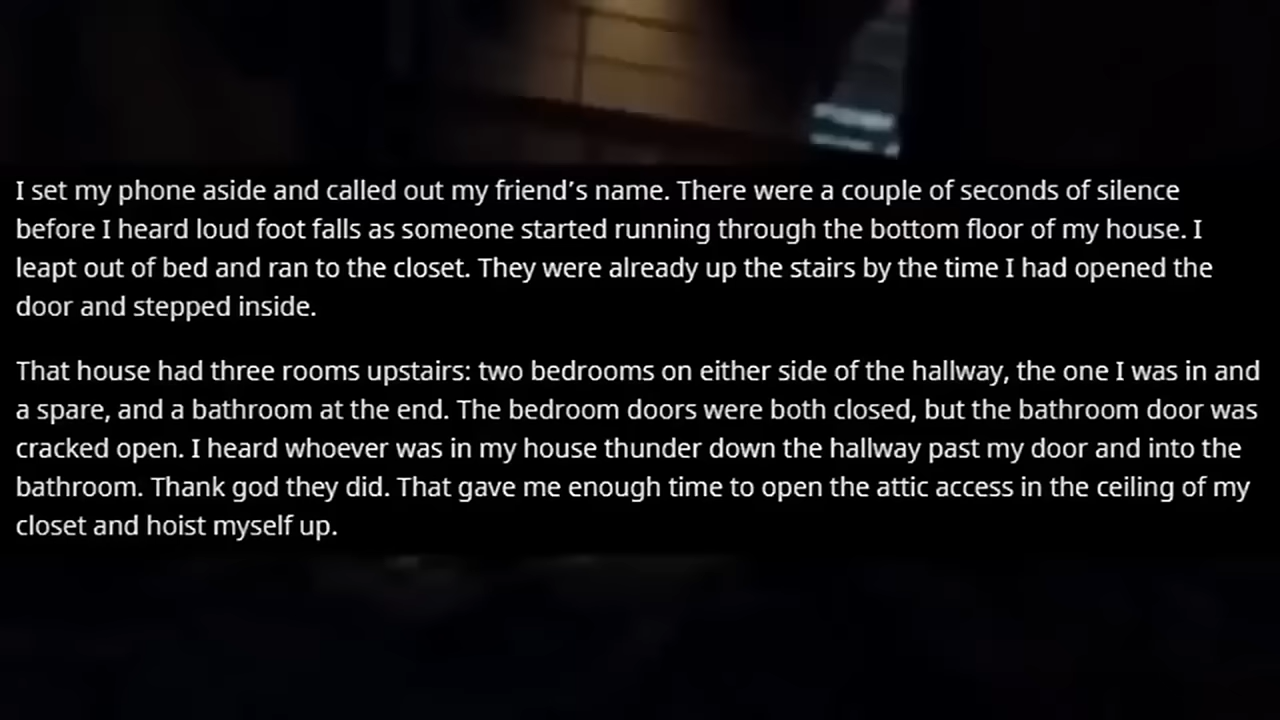 I set my phone aside and called out my friend’s name. There were a couple of seconds of silence
before I heard loud foot falls as someone started running through the bottom floor of my house. I
leapt out of bed and ran to the closet. They were already up the stairs by the time I had opened the
door and stepped inside.
That house had three rooms upstairs: two bedrooms on either side of the hallway, the one I was in and
a spare, and a bathroom at the end. The bedroom doors were both closed, but the bathroom door was
cracked open. I heard whoever was in my house thunder down the hallway past my door and into the
bathroom. Thank god they did. That gave me enough time to open the attic access in the ceiling of my
closet and hoist myself up.